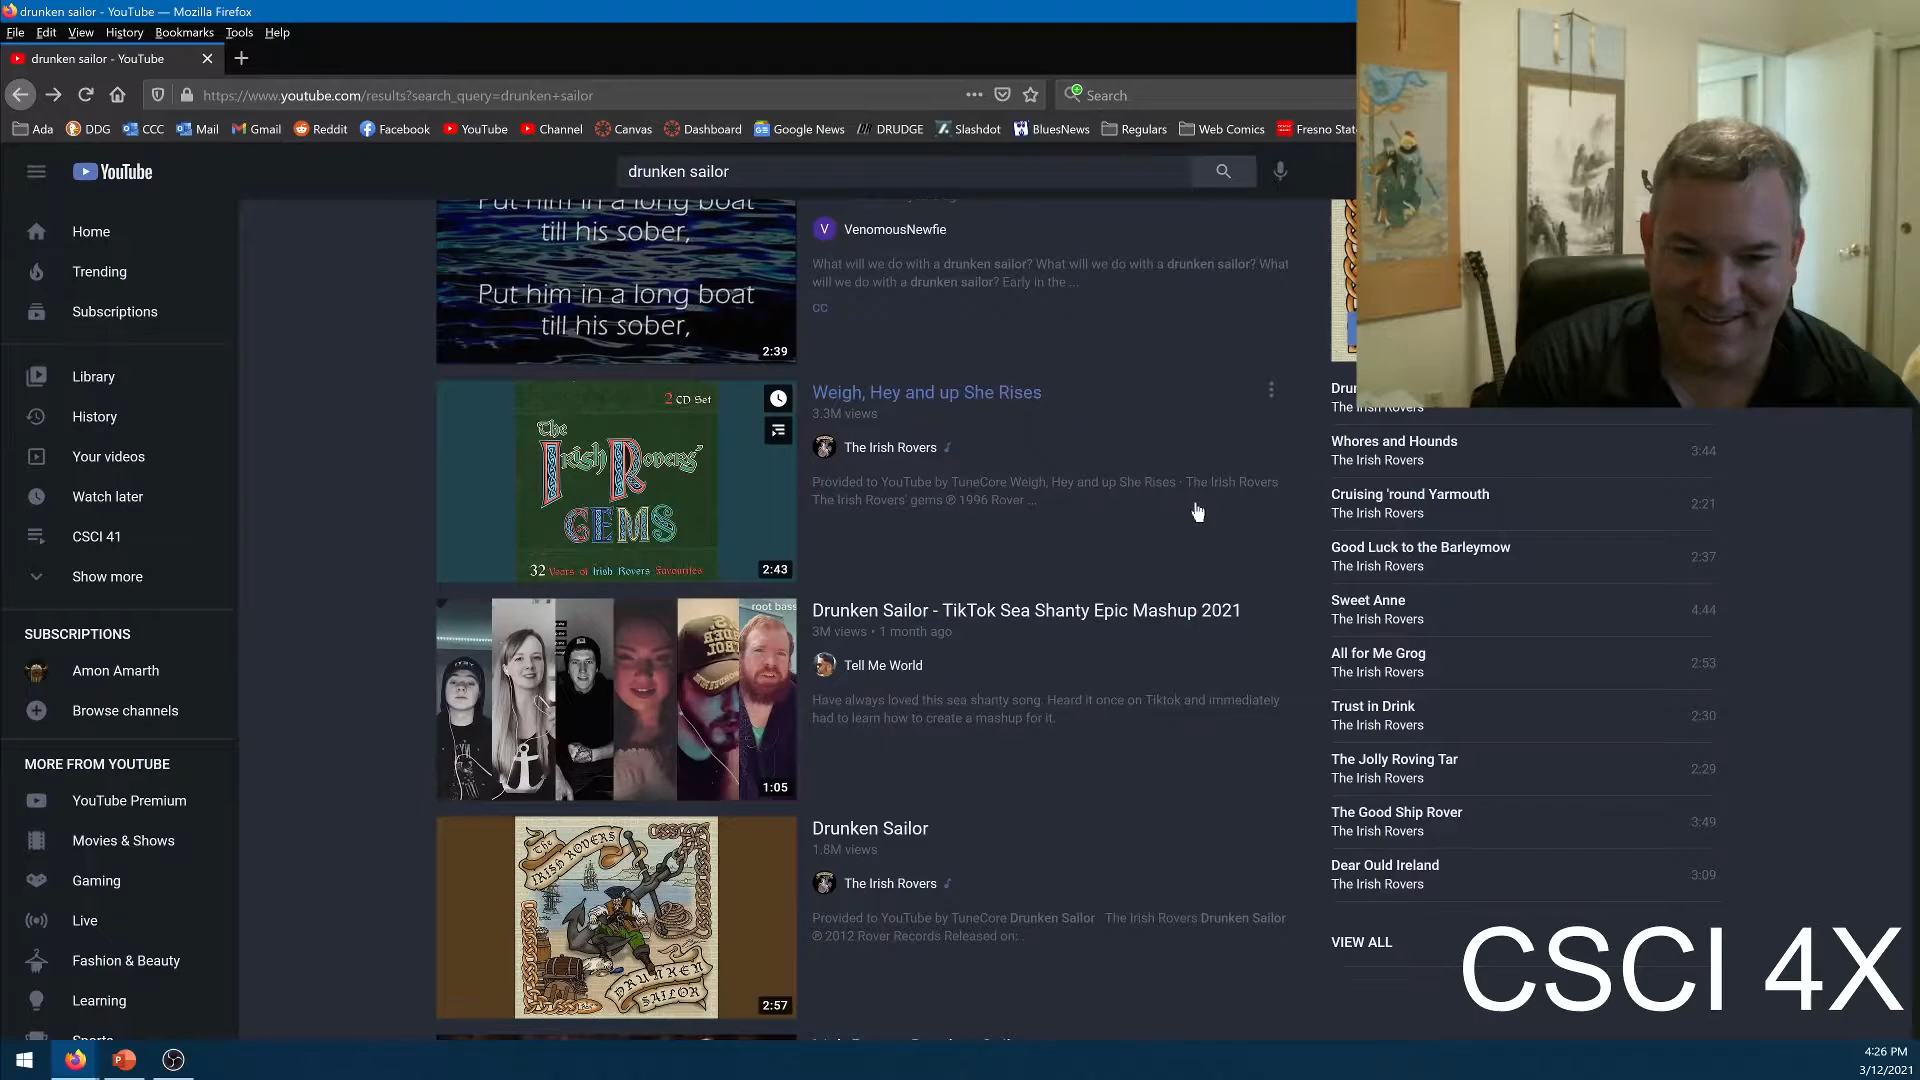 drunken sailor - YouTube — Mozilla Firefox
File Edit View History Bookmarks Tools Help
drunken sailor - YouTube
https://www.youtube.com/results?search_query=drunken+sailor
Search
Ada DDG CCC Mail Gmail Reddit Facebook YouTube Channel Canvas Dashboard Google News DRUDGE Slashdot BluesNews Regulars Web Comics Fresno Stat
YouTube
drunken sailor
Home
Trending
Subscriptions
Library
History
Your videos
Watch later
CSCI 41
Show more
SUBSCRIPTIONS
Amon Amarth
Browse channels
MORE FROM YOUTUBE
YouTube Premium
Movies & Shows
Gaming
Live
Fashion & Beauty
Learning
Sports
Put him in a long boat
till his sober,
Put him in a long boat
till his sober,
2:39
VenomousNewfie
What will we do with a drunken sailor? What will we do with a drunken sailor? What
will we do with a drunken sailor? Early in the ...
CC
2 CD Set
The
Irish Rovers'
GEMS
32 Years of Irish Rovers Favourites
2:43
Weigh, Hey and up She Rises
3.3M views
The Irish Rovers
Provided to YouTube by TuneCore Weigh, Hey and up She Rises · The Irish Rovers
The Irish Rovers' gems ℗ 1996 Rover ...
root bass
1:05
Drunken Sailor - TikTok Sea Shanty Epic Mashup 2021
3M views • 1 month ago
Tell Me World
Have always loved this sea shanty song. Heard it once on Tiktok and immediately
had to learn how to create a mashup for it.
The
IRISH ROVERS
DRUNKEN
SAILOR
2:57
Drunken Sailor
1.8M views
The Irish Rovers
Provided to YouTube by TuneCore Drunken Sailor The Irish Rovers Drunken Sailor
℗ 2012 Rover Records Released on:
Drun
The Irish Rovers
Whores and Hounds
The Irish Rovers
3:44
Cruising 'round Yarmouth
The Irish Rovers
2:21
Good Luck to the Barleymow
The Irish Rovers
2:37
Sweet Anne
The Irish Rovers
4:44
All for Me Grog
The Irish Rovers
2:53
Trust in Drink
The Irish Rovers
2:30
The Jolly Roving Tar
The Irish Rovers
2:29
The Good Ship Rover
The Irish Rovers
3:49
Dear Ould Ireland
The Irish Rovers
3:09
VIEW ALL
CSCI 4X
4:26 PM
3/12/2021